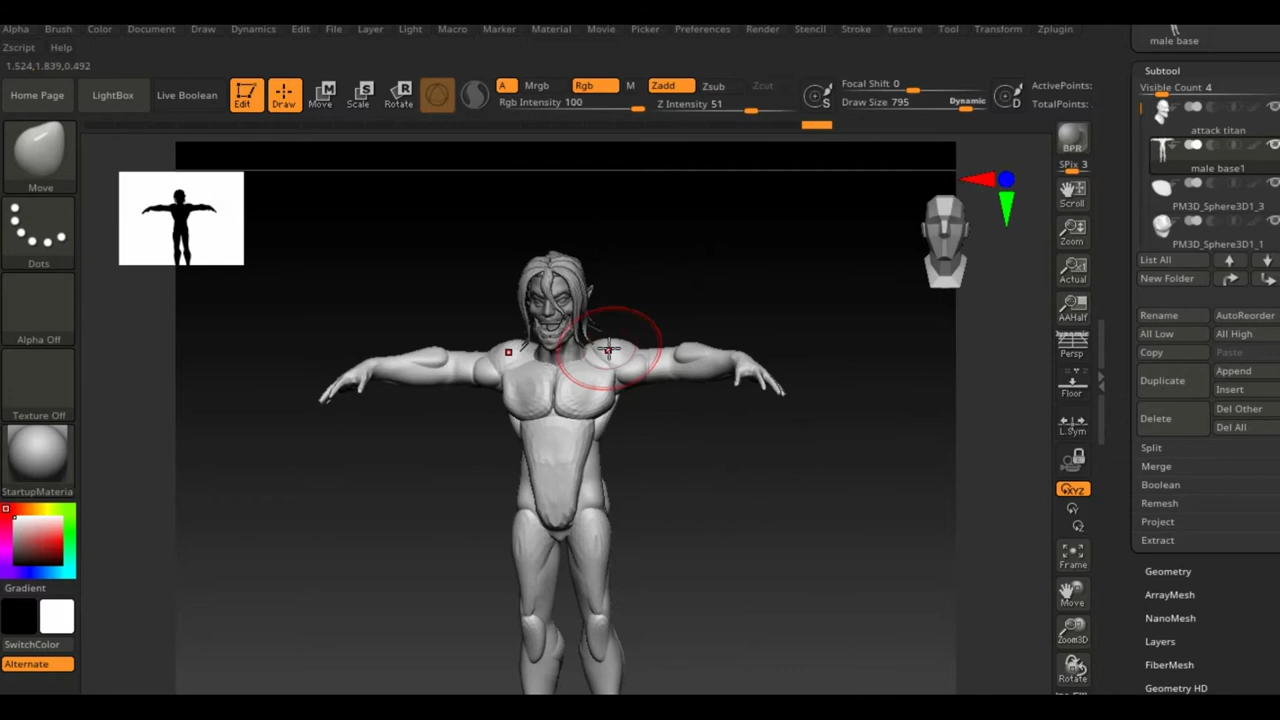 Alpha Brush Color Document Draw Dynamics Edit File Layer Light Macro Marker Material Movie Picker Preferences Render Stencil Stroke Texture Tool Transform Zplugin
Zscript Help
1.524,1.839,0.492
Home Page
LightBox
Live Boolean
Edit
Draw
Move
Scale
Rotate
A Mrgb Rgb M Zadd Zsub Zcut
Rgb Intensity 100 Z Intensity 51
S
Focal Shift 0
Draw Size 795 Dynamic
D
ActivePoints:
TotalPoints:
Move
Dots
Alpha Off
Texture Off
StartupMateria
Gradient
SwitchColor
Alternate
BPR
SPix 3
Scroll
Zoom
Actual
AAHalf
Dynamic
Persp
Floor
L.Sym
XYZ
Frame
Move
Zoom3D
Rotate
male base
Subtool
Visible Count 4
attack titan
male base1
PM3D_Sphere3D1_3
PM3D_Sphere3D1_1
List All
New Folder
Rename AutoReorder
All Low All High
Copy Paste
Duplicate Append
Insert
Delete Del Other
Del All
Split
Merge
Boolean
Remesh
Project
Extract
Geometry
ArrayMesh
NanoMesh
Layers
FiberMesh
Geometry HD